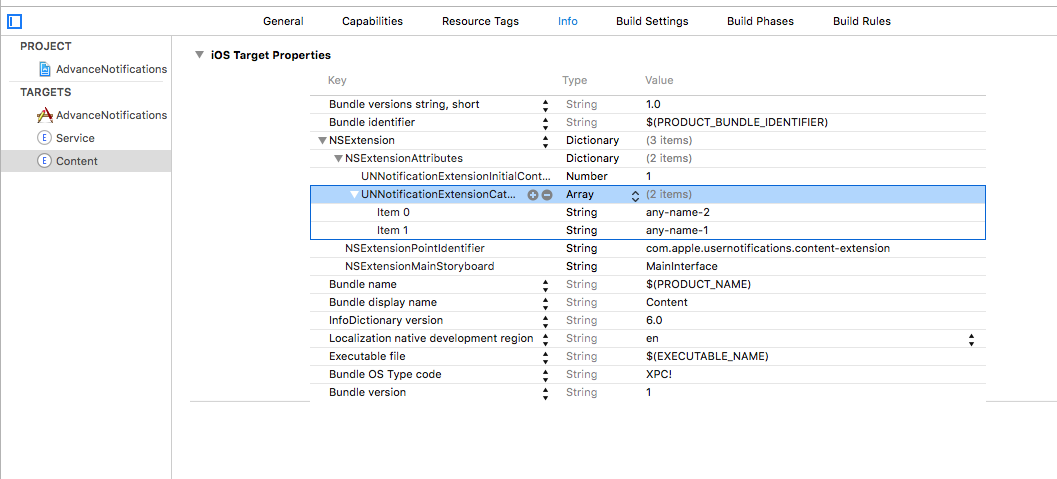 General Capabilities Resource Tags Info Build Settings Build Phases Build Rules
PROJECT
AdvanceNotifications
TARGETS
AdvanceNotifications
E Service
E Content
iOS Target Properties
Key Type Value
Bundle versions string, short String 1.0
Bundle identifier String $(PRODUCT_BUNDLE_IDENTIFIER)
NSExtension Dictionary (3 items)
NSExtensionAttributes Dictionary (2 items)
UNNotificationExtensionInitialCont... Number 1
UNNotificationExtensionCat... Array (2 items)
Item 0 String any-name-2
Item 1 String any-name-1
NSExtensionPointIdentifier String com.apple.usernotifications.content-extension
NSExtensionMainStoryboard String MainInterface
Bundle name String $(PRODUCT_NAME)
Bundle display name String Content
InfoDictionary version String 6.0
Localization native development region String en
Executable file String $(EXECUTABLE_NAME)
Bundle OS Type code String XPC!
Bundle version String 1